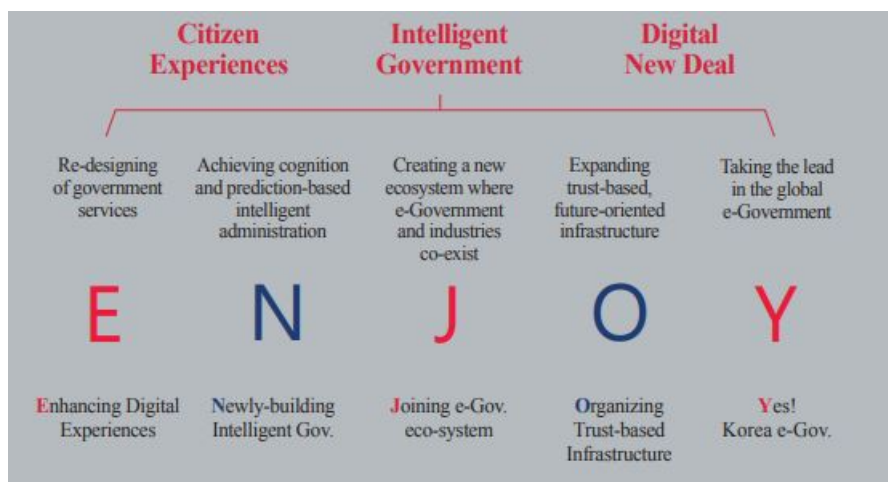 Citizen
Experiences
Intelligent
Government
Digital
New Deal
Re-designing
of government
services
Achieving cognition
and prediction-based
intelligent
administration
Creating a new
ecosystem where
e-Government
and industries
co-exist
Expanding
trust-based,
future-oriented
infrastructure
Taking the lead
in the global
e-Government
E
N
J
O
Y
Enhancing Digital
Experiences
Newly-building
Intelligent Gov.
Joining e-Gov.
eco-system
Organizing
Trust-based
Infrastructure
Yes!
Korea e-Gov.